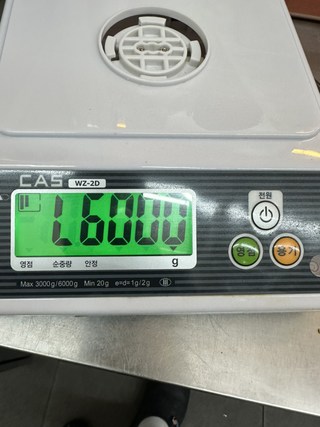 CAS WZ-2D
L6000
영점 순중량 안정 g
Max 3000g/6000g Min 20g e=d=1g/2g
전원
영점 용기